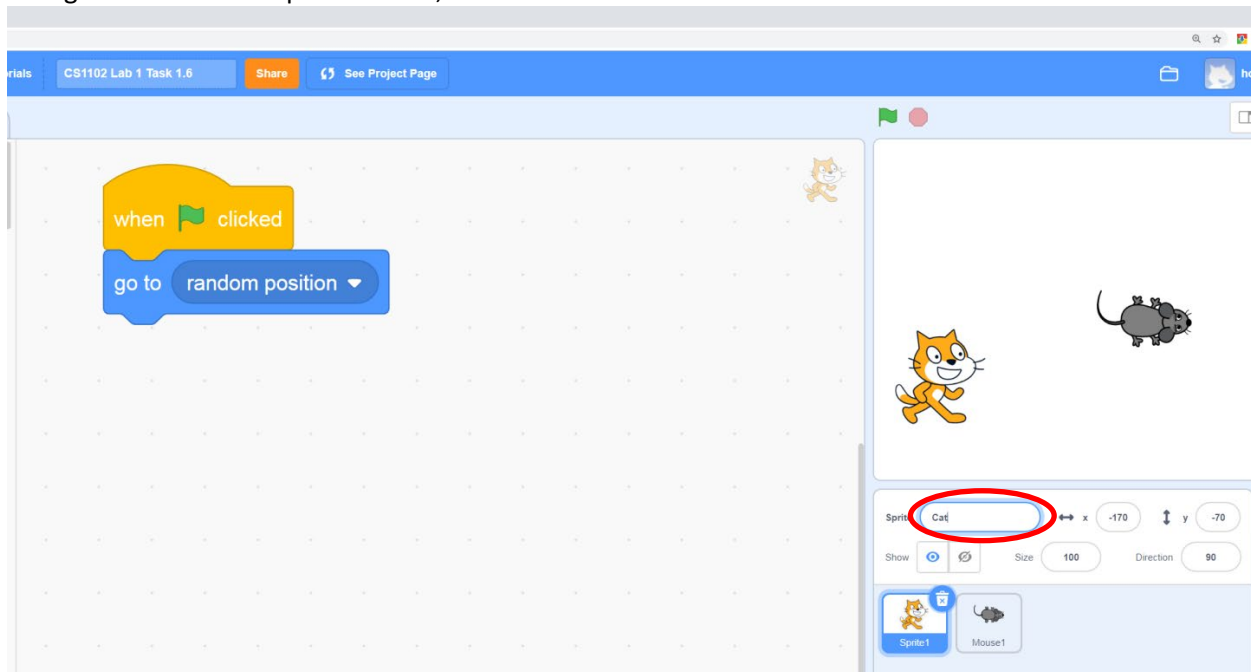 rials CS1102 Lab 1 Task 1.6 Share See Project Page
when clicked
go to random position
Sprit Cat x -170 y -70
Show Size 100 Direction 90
Sprite1 Mouse1